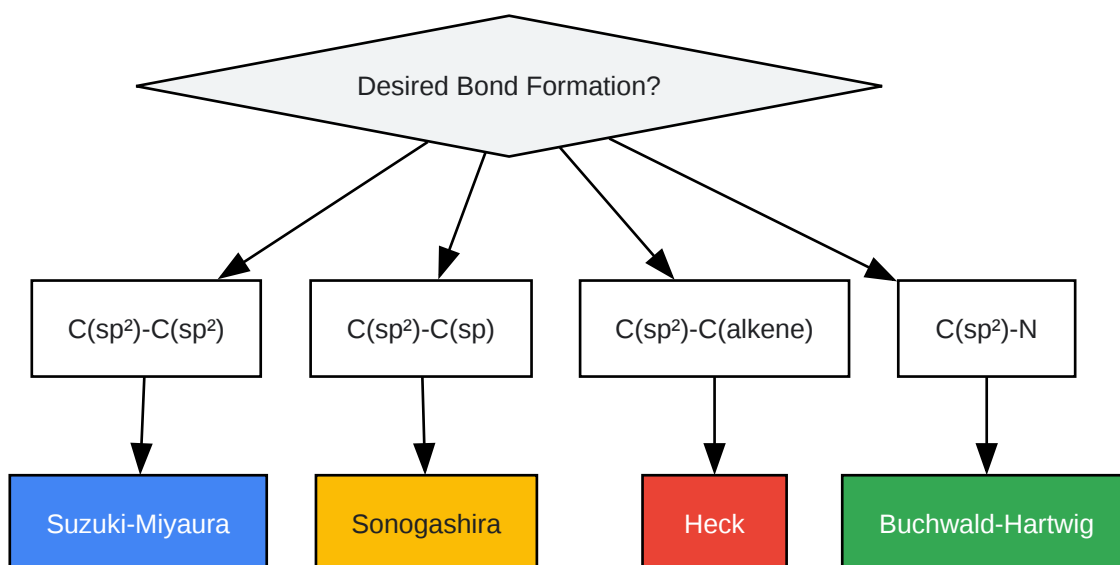 Desired Bond Formation?
C(sp²)-C(sp²)
C(sp²)-C(sp)
C(sp²)-C(alkene)
C(sp²)-N
Suzuki-Miyaura
Sonogashira
Heck
Buchwald-Hartwig